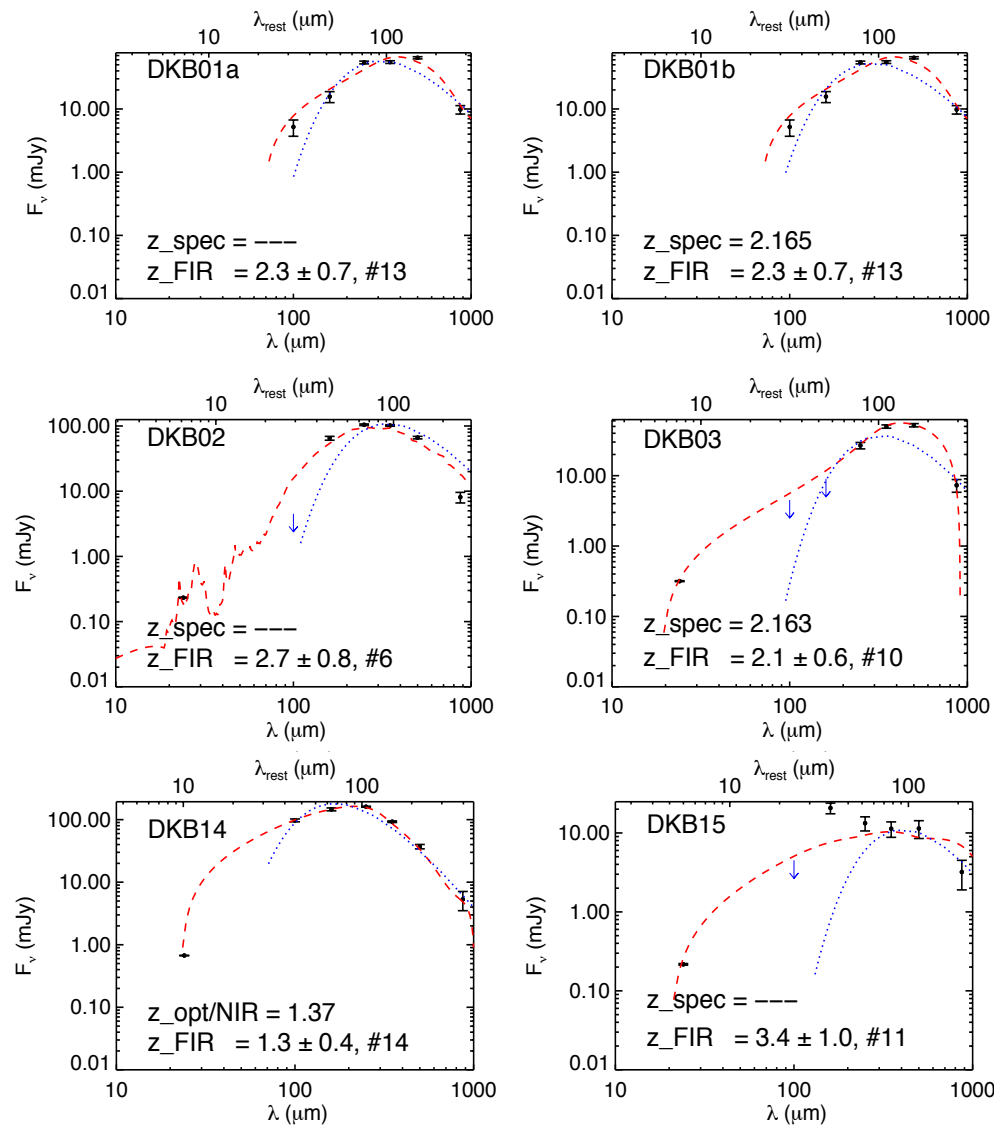 λrest (μm) λrest (μm)
10 100 10 100
DKB01a DKB01b
10.00 10.00
1.00 1.00
Fν (mJy) Fν (mJy)
0.10 0.10
z_spec = --- z_spec = 2.165
z_FIR = 2.3 ± 0.7, #13 z_FIR = 2.3 ± 0.7, #13
0.01 0.01
10 100 1000 10 100 1000
λ (μm) λ (μm)
λrest (μm) λrest (μm)
10 100 10 100
100.00
DKB02 DKB03
10.00 10.00
1.00 1.00
Fν (mJy) Fν (mJy)
0.10 0.10
z_spec = --- z_spec = 2.163
z_FIR = 2.7 ± 0.8, #6 z_FIR = 2.1 ± 0.6, #10
0.01 0.01
10 100 1000 10 100 1000
λ (μm) λ (μm)
λrest (μm) λrest (μm)
10 100 10 100
100.00
DKB14 DKB15
10.00 10.00
1.00 1.00
Fν (mJy) Fν (mJy)
0.10 0.10
z_opt/NIR = 1.37 z_spec = ---
z_FIR = 1.3 ± 0.4, #14 z_FIR = 3.4 ± 1.0, #11
0.01 0.01
10 100 1000 10 100 1000
λ (μm) λ (μm)